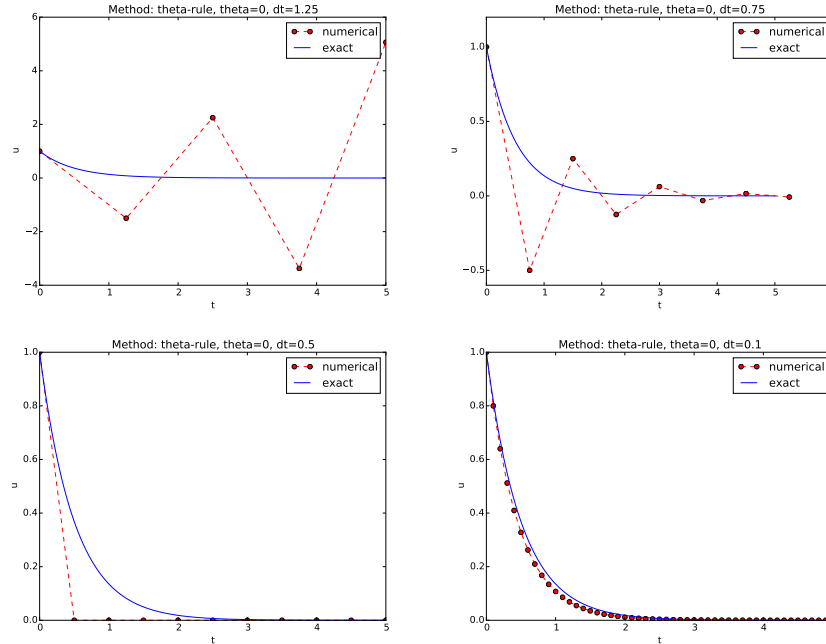 Method: theta-rule, theta=0, dt=1.25
6
4
2
0
−2
−4
u
0 1 2 3 4 5
t
numerical
exact
Method: theta-rule, theta=0, dt=0.75
1.0
0.5
0.0
−0.5
u
0 1 2 3 4 5
t
numerical
exact
Method: theta-rule, theta=0, dt=0.5
1.0
0.8
0.6
0.4
0.2
0.0
u
0 1 2 3 4 5
t
numerical
exact
Method: theta-rule, theta=0, dt=0.1
1.0
0.8
0.6
0.4
0.2
0.0
u
0 1 2 3 4
t
numerical
exact